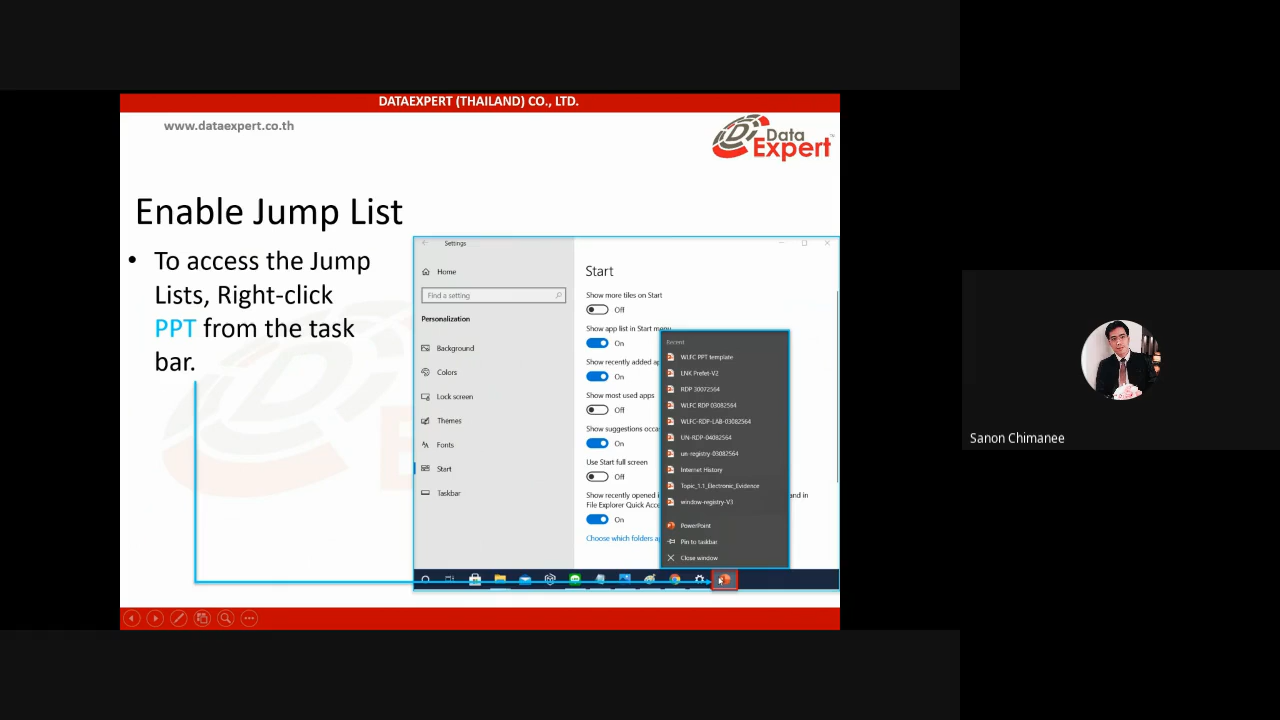 DATAEXPERT (THAILAND) CO., LTD.
www.dataexpert.co.th
Data
Expert
Enable Jump List
• To access the Jump
Lists, Right-click
PPT from the task
bar.
Settings
Home
Find a setting
Personalization
Background
Colors
Lock screen
Themes
Fonts
Start
Taskbar
Start
Show more tiles on Start
Off
Show app list in Start menu
On
Show recently added ap
On
Show most used apps
Off
Show suggestions occa
On
Use Start full screen
Off
Show recently opened i
and in
File Explorer Quick Acce
On
Choose which folders a
Recent
WLFC PPT template
LNK Prefet-V2
RDP 30072564
WLFC RDP 03082564
WLFC-RDP-LAB-03082564
UN-RDP-04082564
un-registry-03082564
Internet History
Topic_1.1_Electronic_Evidence
window-registry-V3
PowerPoint
Pin to taskbar
Close window
Sanon Chimanee